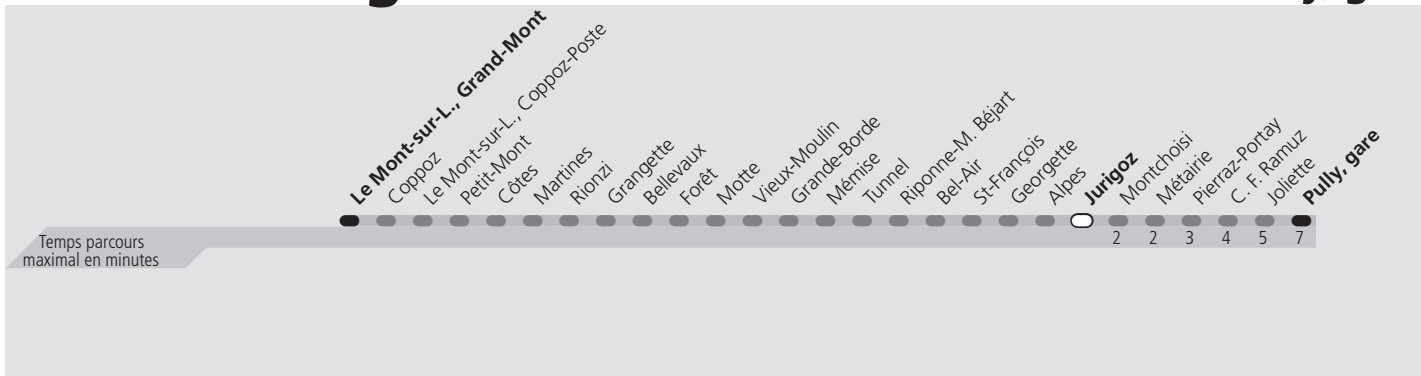 Le Mont-sur-L., Grand-Mont
Coppoz
Le Mont-sur-L., Coppoz-Poste
Petit-Mont
Côtes
Martines
Rionzi
Grangette
Bellevaux
Forêt
Motte
Vieux-Moulin
Grande-Borde
Mémise
Tunnel
Riponne-M. Béjart
Bel-Air
St-François
Georgette
Alpes
Jurigoz
Montchoisi
Métairie
Pierraz-Portay
C. F. Ramuz
Joliette
Pully, gare
Temps parcours
maximal en minutes
2 2 3 4 5 7